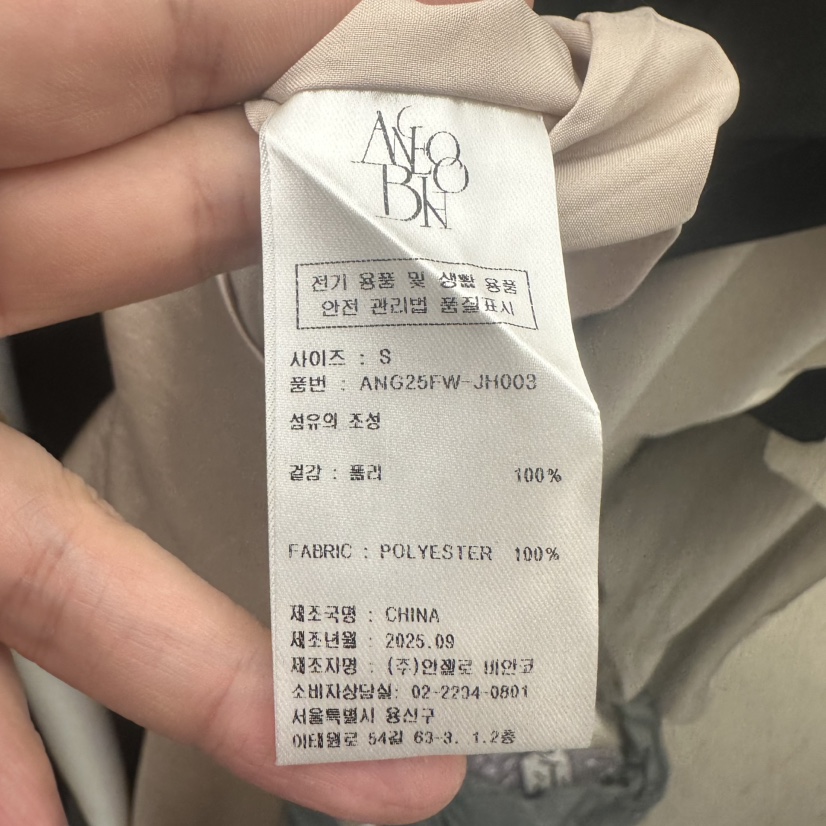 ANGELO
BIN
전기 용품 및 생활 용품
안전 관리법 품질표시
사이즈 : S
품번 : ANG25FW-JH003
섬유의 조성
겉감 : 폴리 100%
FABRIC : POLYESTER 100%
제조국명 : CHINA
제조년월 : 2025.09
제조자명 : (주)안젤로 비안코
소비자상담실: 02-2234-0801
서울특별시 용산구
이태원로 54길 63-3. 1.2층